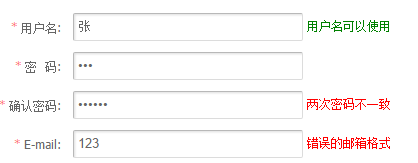 * 用户名: 张 用户名可以使用
* 密 码: •••
* 确认密码: •••••• 两次密码不一致
* E-mail: 123 错误的邮箱格式